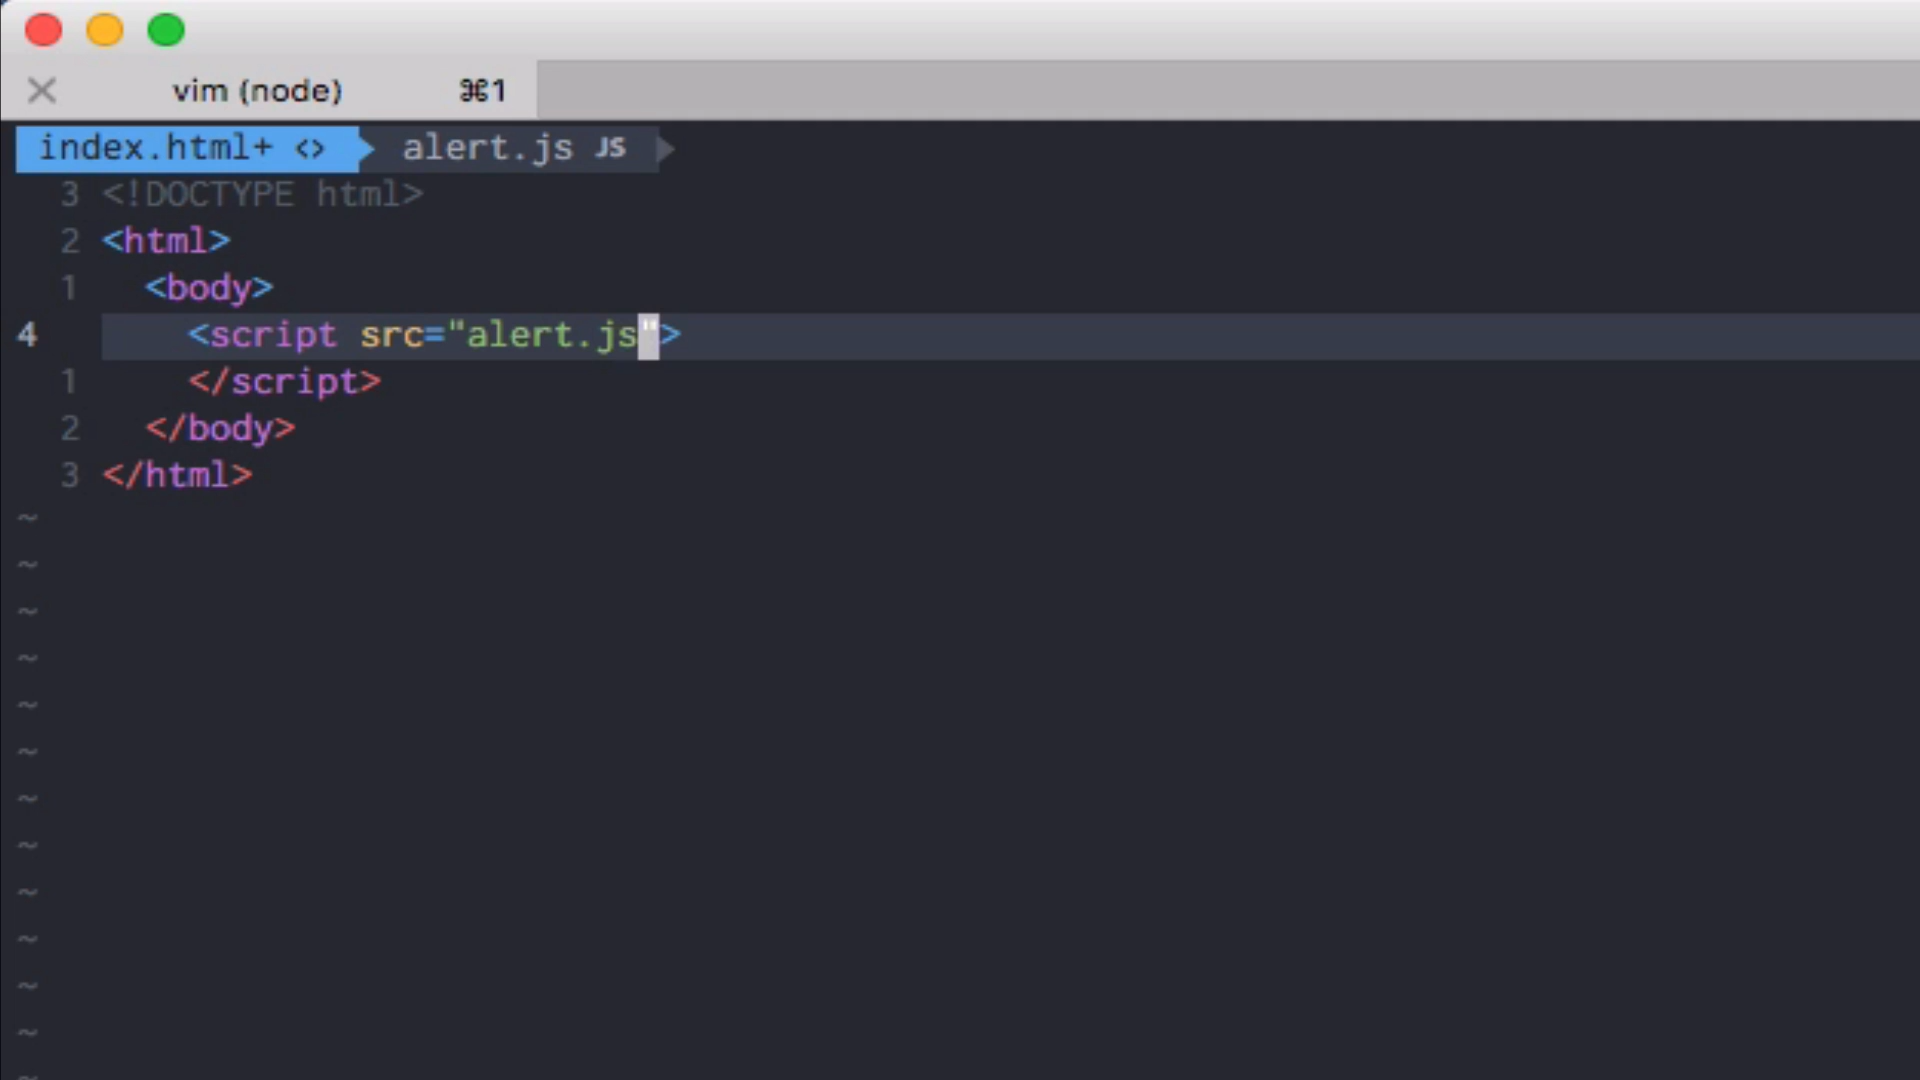 vim (node) ⌘1
index.html+ <> alert.js JS
3 <!DOCTYPE html>
2 <html>
1 <body>
4 <script src="alert.js">
1 </script>
2 </body>
3 </html>
~
~
~
~
~
~
~
~
~
~
~
~
~